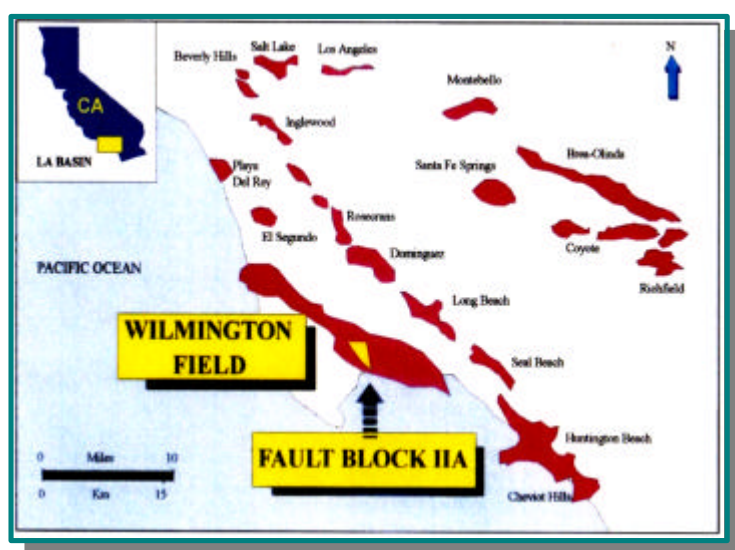 Salt Lake
Los Angeles
Beverly Hills
N
Montebello
CA
Inglewood
Brea-Olinda
LA BASIN
Playa
Del Rey
Santa Fe Springs
Rosecrans
El Segundo
Dominguez
Coyote
PACIFIC OCEAN
Richfield
Long Beach
WILMINGTON
FIELD
Seal Beach
Huntington Beach
FAULT BLOCK IIA
0 Miles 10
0 Km 15
Cheviot Hills